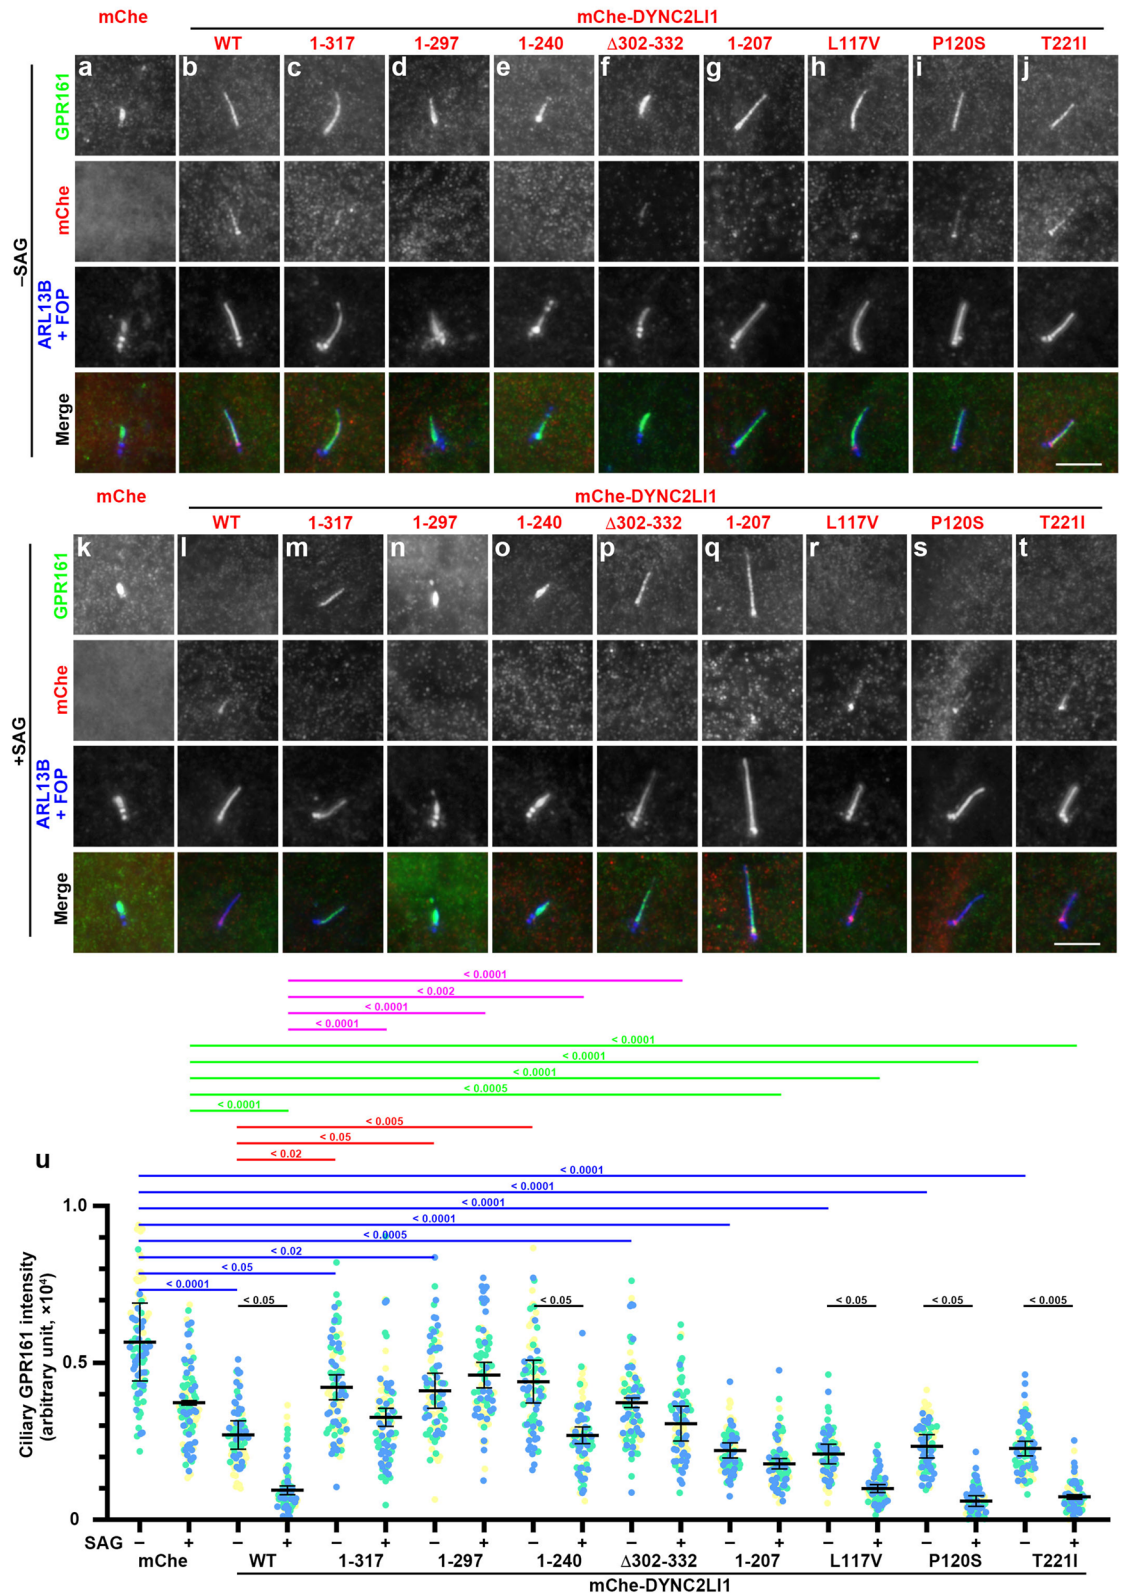 mChe
mChe-DYNC2LI1
WT 1-317 1-297 1-240 Δ302-332 1-207 L117V P120S T221I
a b c d e f g h i j
GPR161
mChe
–SAG
ARL13B
+ FOP
Merge
mChe
mChe-DYNC2LI1
WT 1-317 1-297 1-240 Δ302-332 1-207 L117V P120S T221I
k l m n o p q r s t
GPR161
mChe
+SAG
ARL13B
+ FOP
Merge
< 0.0001
< 0.002
< 0.0001
< 0.0001
< 0.0001
< 0.0001
< 0.0001
< 0.0005
< 0.0001
< 0.005
< 0.05
< 0.02
u
< 0.0001
< 0.0001
< 0.0001
< 0.0001
< 0.0005
< 0.02
< 0.05
< 0.0001
< 0.05 < 0.05 < 0.05 < 0.05 < 0.005
1.0
0.5
0
Ciliary GPR161 intensity
(arbitrary unit, ×10⁴)
SAG – + – + – + – + – + – + – + – + – + – +
mChe WT 1-317 1-297 1-240 Δ302-332 1-207 L117V P120S T221I
mChe-DYNC2LI1